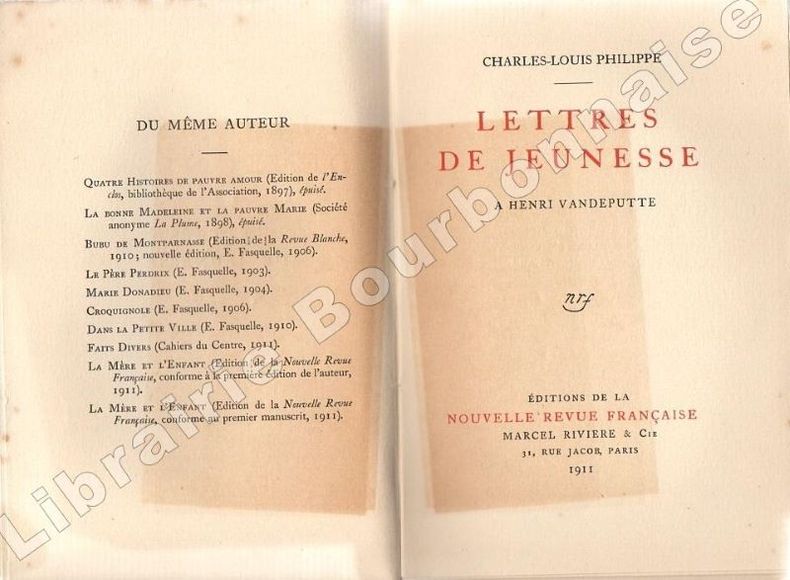 DU MÊME AUTEUR
QUATRE HISTOIRES DE PAUVRE AMOUR (Edition de l'En-
clos, bibliothèque de l'Association, 1897), épuisé.
LA BONNE MADELEINE ET LA PAUVRE MARIE (Société
anonyme La Plume, 1898), épuisé.
BUBU DE MONTPARNASSE (Edition de la Revue Blanche,
1910; nouvelle édition, E. Fasquelle, 1906).
LE PÈRE PERDRIX (E. Fasquelle, 1903).
MARIE DONADIEU (E. Fasquelle, 1904).
CROQUIGNOLE (E. Fasquelle, 1906).
DANS LA PETITE VILLE (E. Fasquelle, 1910).
FAITS DIVERS (Cahiers du Centre, 1911).
LA MÈRE ET L'ENFANT (Edition de la Nouvelle Revue
Française, conforme à la première édition de l'auteur,
1911).
LA MÈRE ET L'ENFANT (Edition de la Nouvelle Revue
Française, conforme au premier manuscrit, 1911).
CHARLES-LOUIS PHILIPPE
LETTRES
DE JEUNESSE
A HENRI VANDEPUTTE
nrf
ÉDITIONS DE LA
NOUVELLE REVUE FRANÇAISE
MARCEL RIVIERE & CIE
31, RUE JACOB, PARIS
1911
Librairie Bourbonnaise